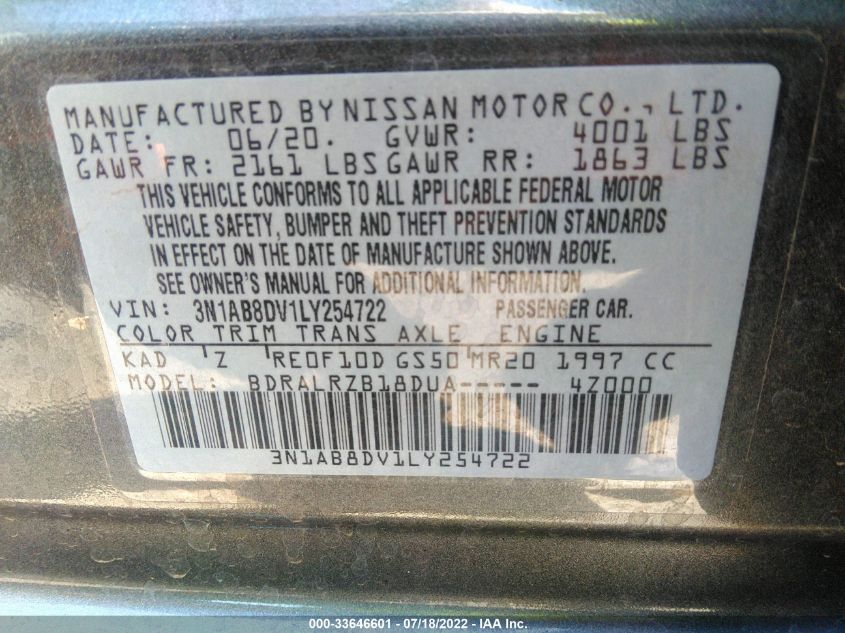 MANUFACTURED BY NISSAN MOTOR CO., LTD.
DATE: 06/20. GVWR: 4001 LBS
GAWR FR: 2161 LBS GAWR RR: 1863 LBS
THIS VEHICLE CONFORMS TO ALL APPLICABLE FEDERAL MOTOR
VEHICLE SAFETY, BUMPER AND THEFT PREVENTION STANDARDS
IN EFFECT ON THE DATE OF MANUFACTURE SHOWN ABOVE.
SEE OWNER'S MANUAL FOR ADDITIONAL INFORMATION.
VIN: 3N1AB8DV1LY254722 PASSENGER CAR.
COLOR TRIM TRANS AXLE ENGINE
KAD Z RE0F10D GS50 MR20 1997 CC
MODEL: BDRALRZB18DUA----- 4Z000
3N1AB8DV1LY254722
000-33646601 - 07/18/2022 - IAA Inc.